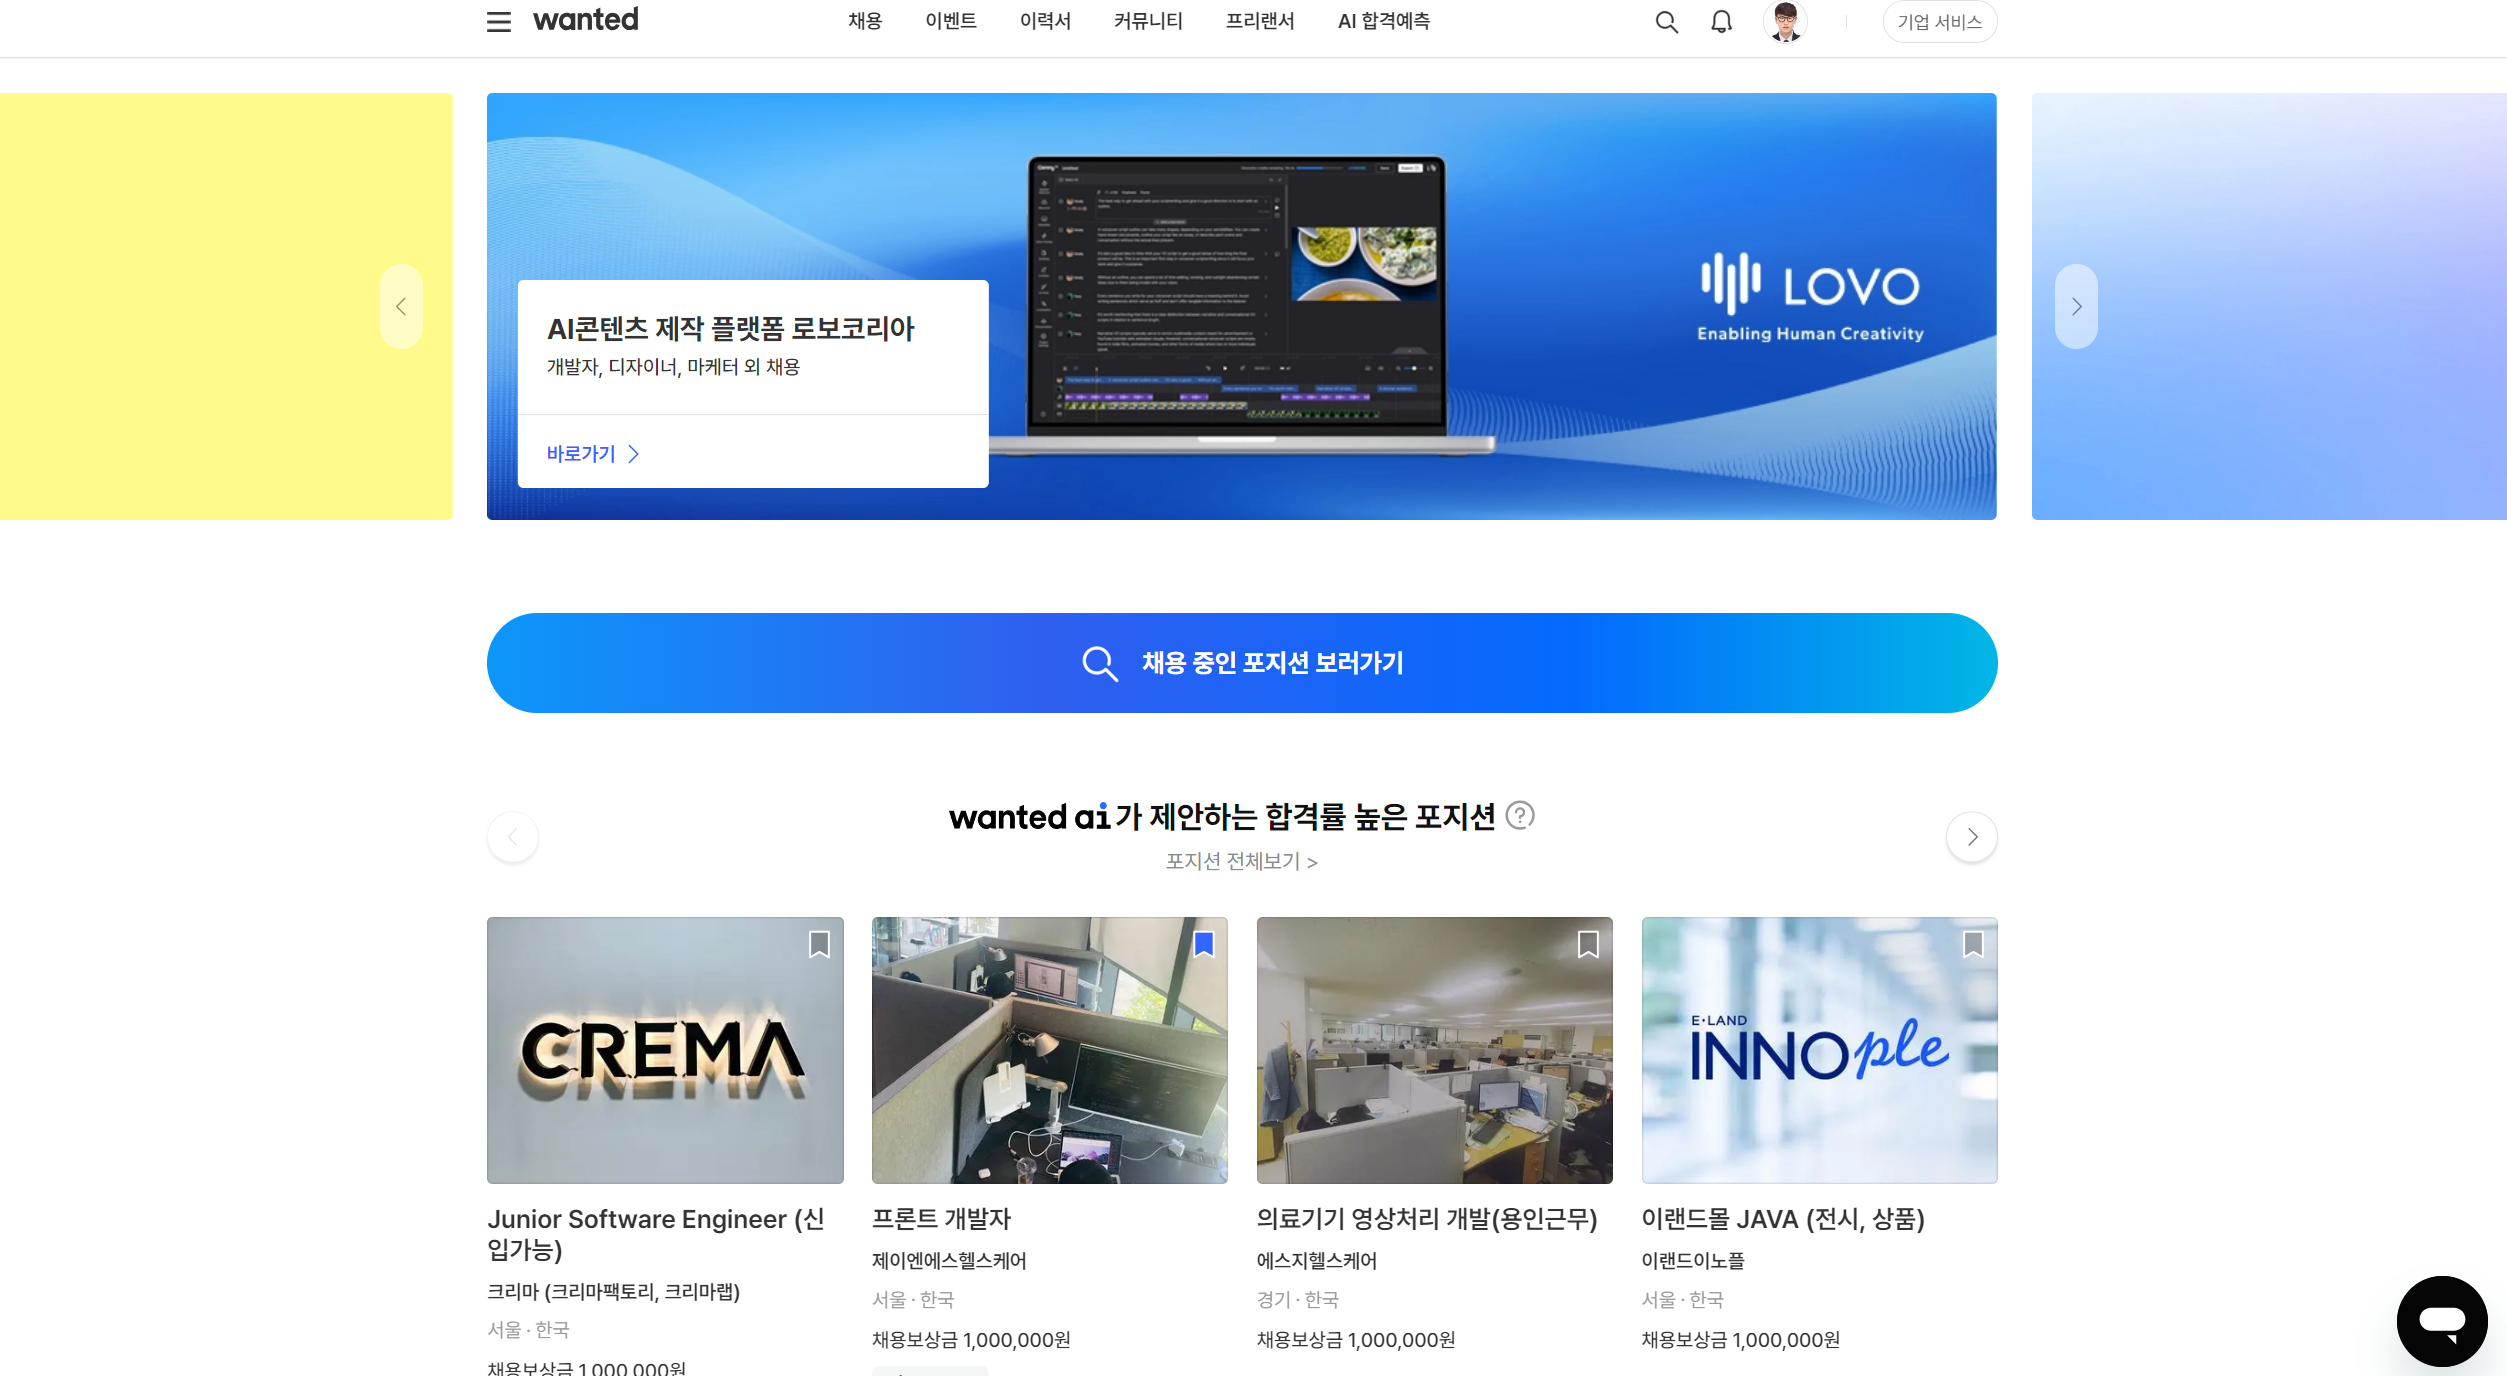 wanted
채용
이벤트
이력서
커뮤니티
프리랜서
AI 합격예측
기업 서비스
LOVO
Enabling Human Creativity
AI콘텐츠 제작 플랫폼 로보코리아
개발자, 디자이너, 마케터 외 채용
바로가기
채용 중인 포지션 보러가기
wanted ai가 제안하는 합격률 높은 포지션
포지션 전체보기 >
CREMA
E·LAND
INNOple
Junior Software Engineer (신
입가능)
크리마 (크리마팩토리, 크리마랩)
서울 · 한국
채용보상금 1,000,000원
프론트 개발자
제이엔에스헬스케어
서울 · 한국
채용보상금 1,000,000원
의료기기 영상처리 개발(용인근무)
에스지헬스케어
경기 · 한국
채용보상금 1,000,000원
이랜드몰 JAVA (전시, 상품)
이랜드이노플
서울 · 한국
채용보상금 1,000,000원